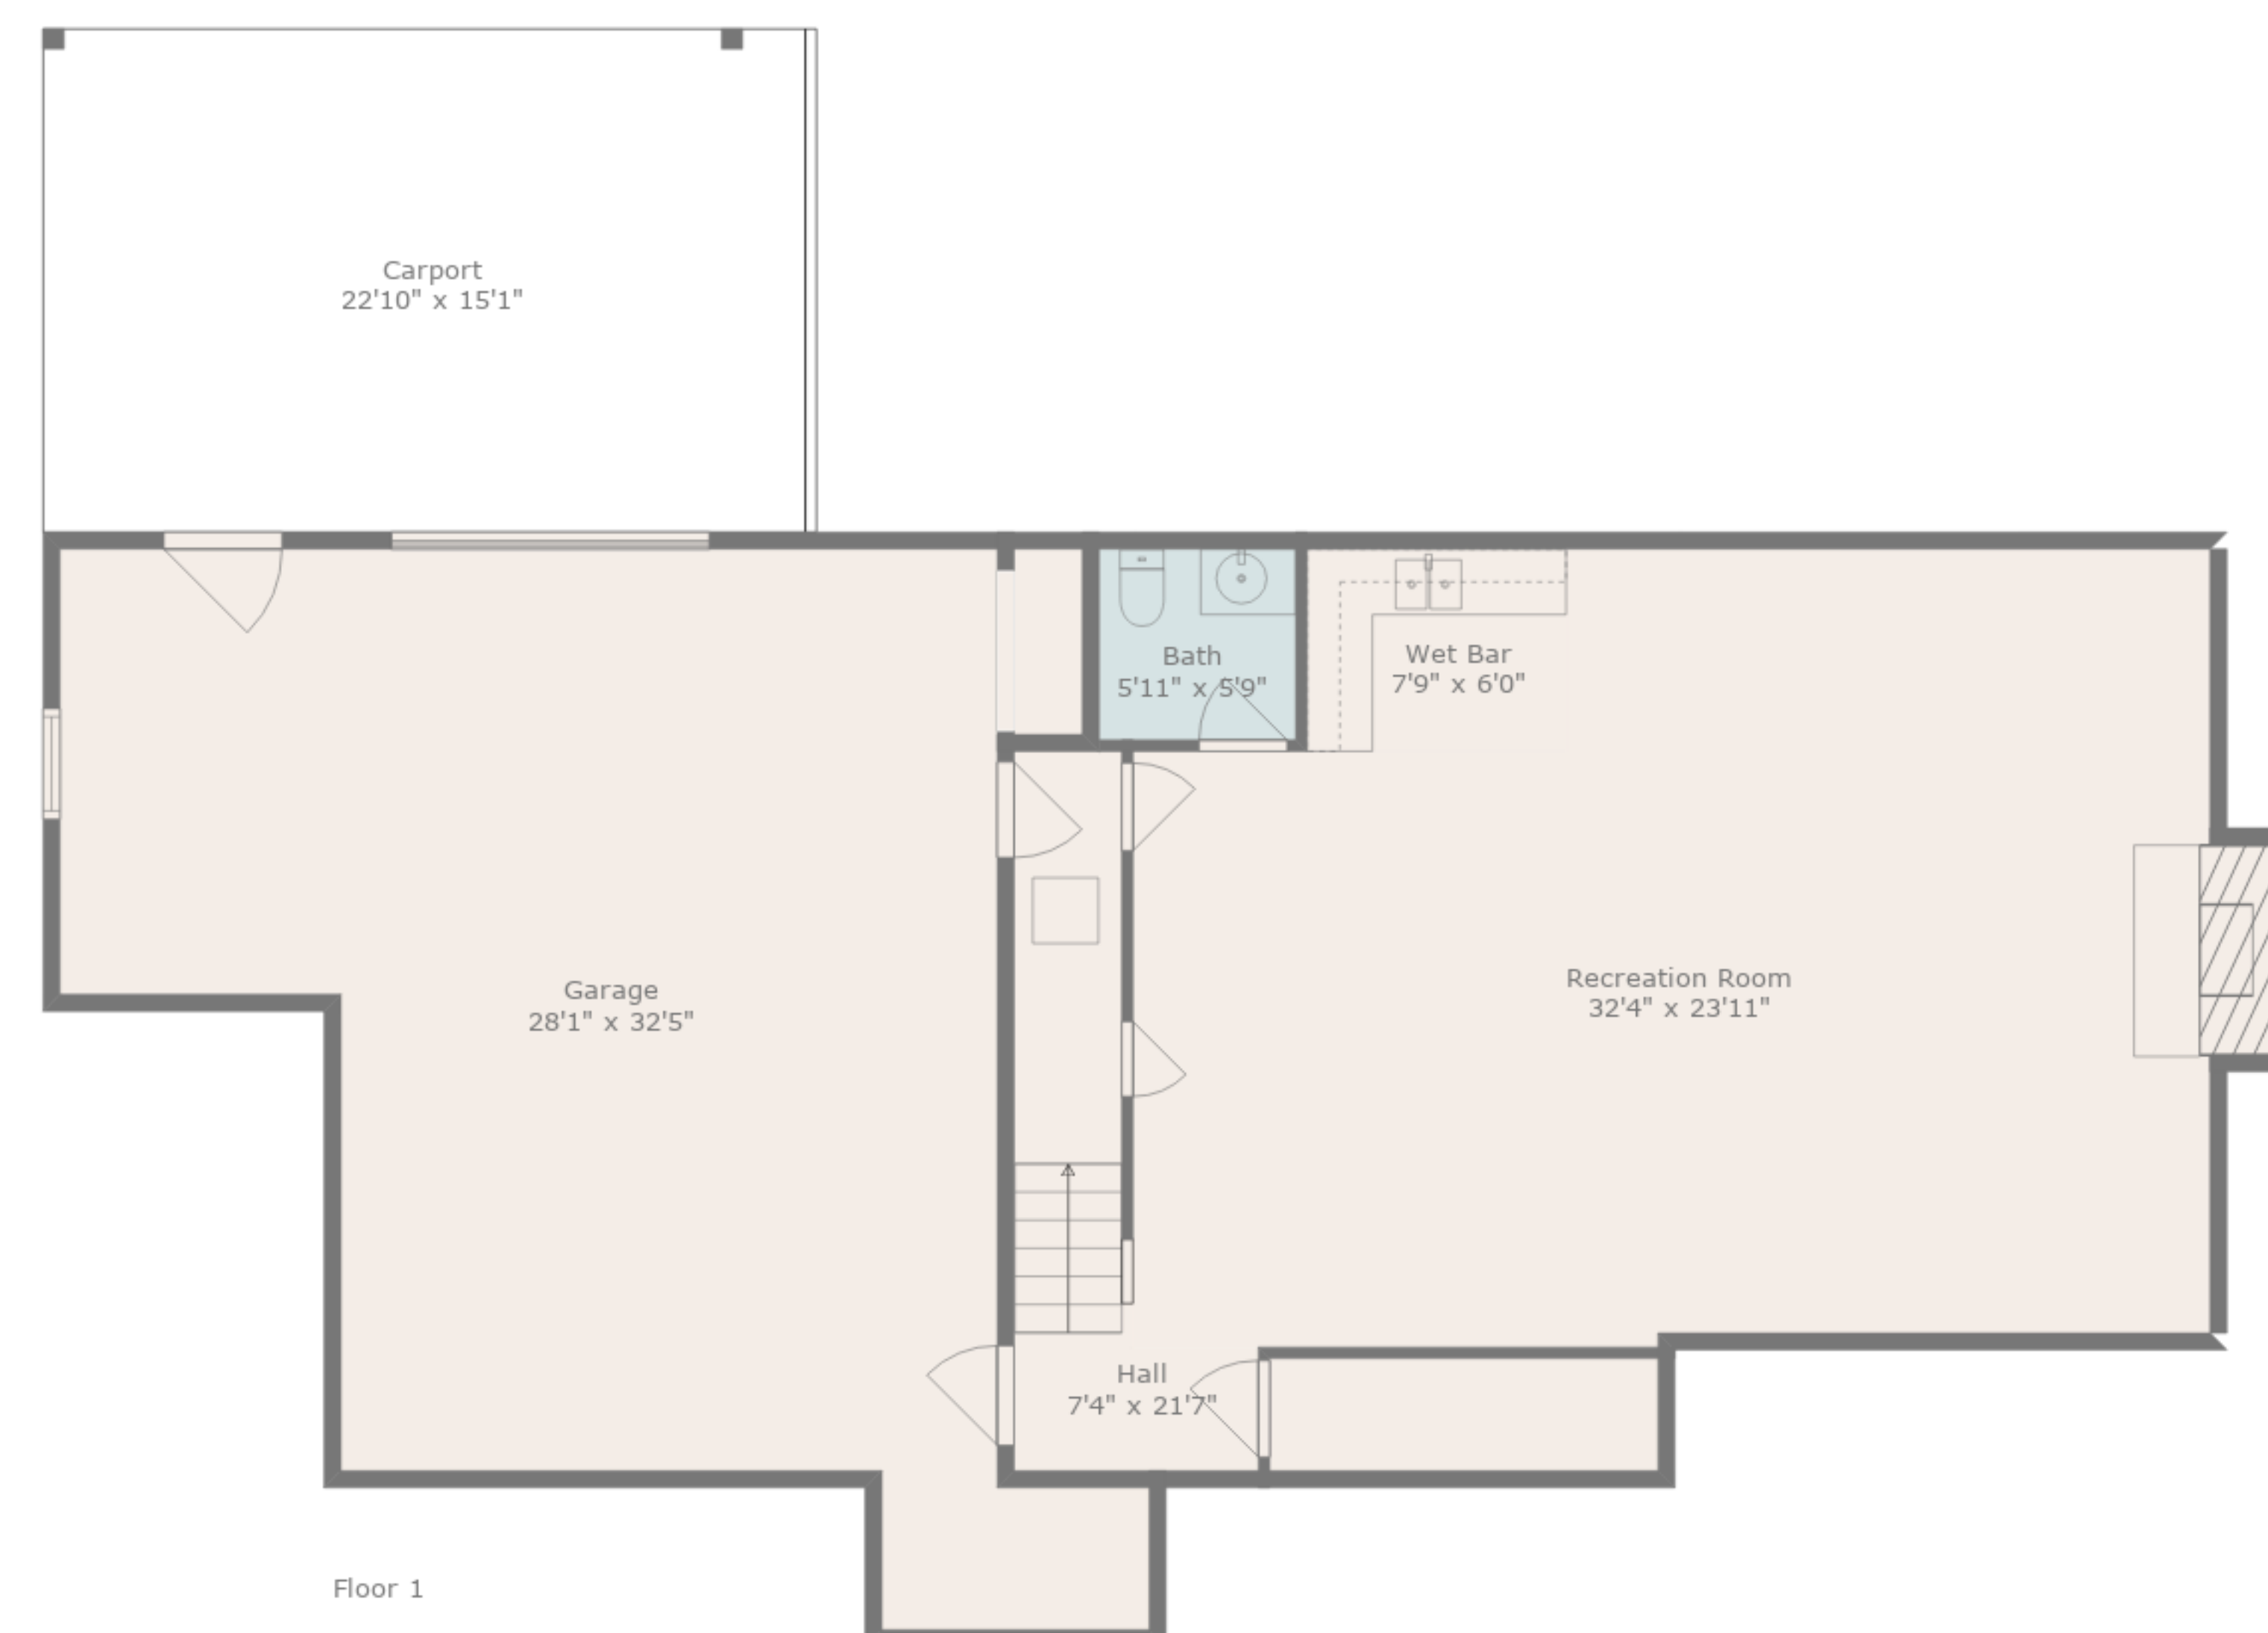 Carport
22'10" x 15'1"
Bath
5'11" x 5'9"
Wet Bar
7'9" x 6'0"
Garage
28'1" x 32'5"
Recreation Room
32'4" x 23'11"
Hall
7'4" x 21'7"
Floor 1